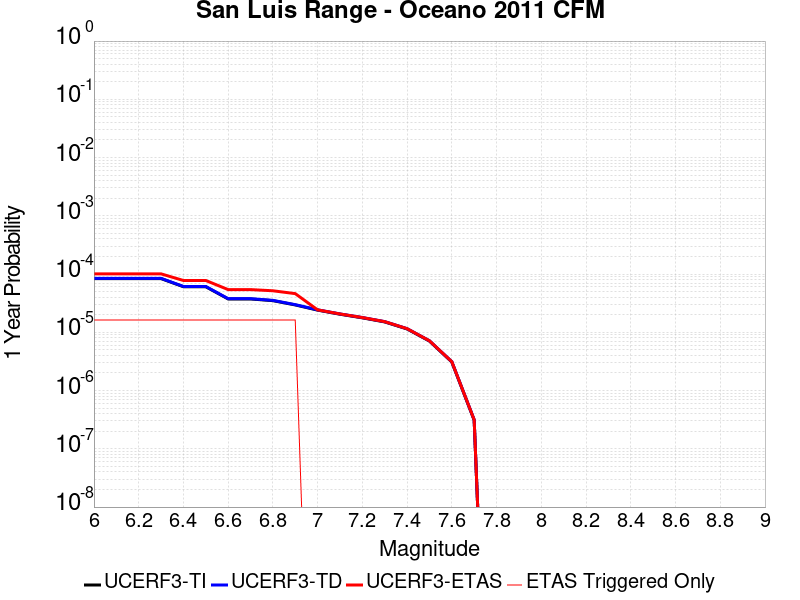 San Luis Range - Oceano 2011 CFM
1 Year Probability
10^0
10^-1
10^-2
10^-3
10^-4
10^-5
10^-6
10^-7
10^-8
6 6.2 6.4 6.6 6.8 7 7.2 7.4 7.6 7.8 8 8.2 8.4 8.6 8.8 9
Magnitude
UCERF3-TI UCERF3-TD UCERF3-ETAS ETAS Triggered Only